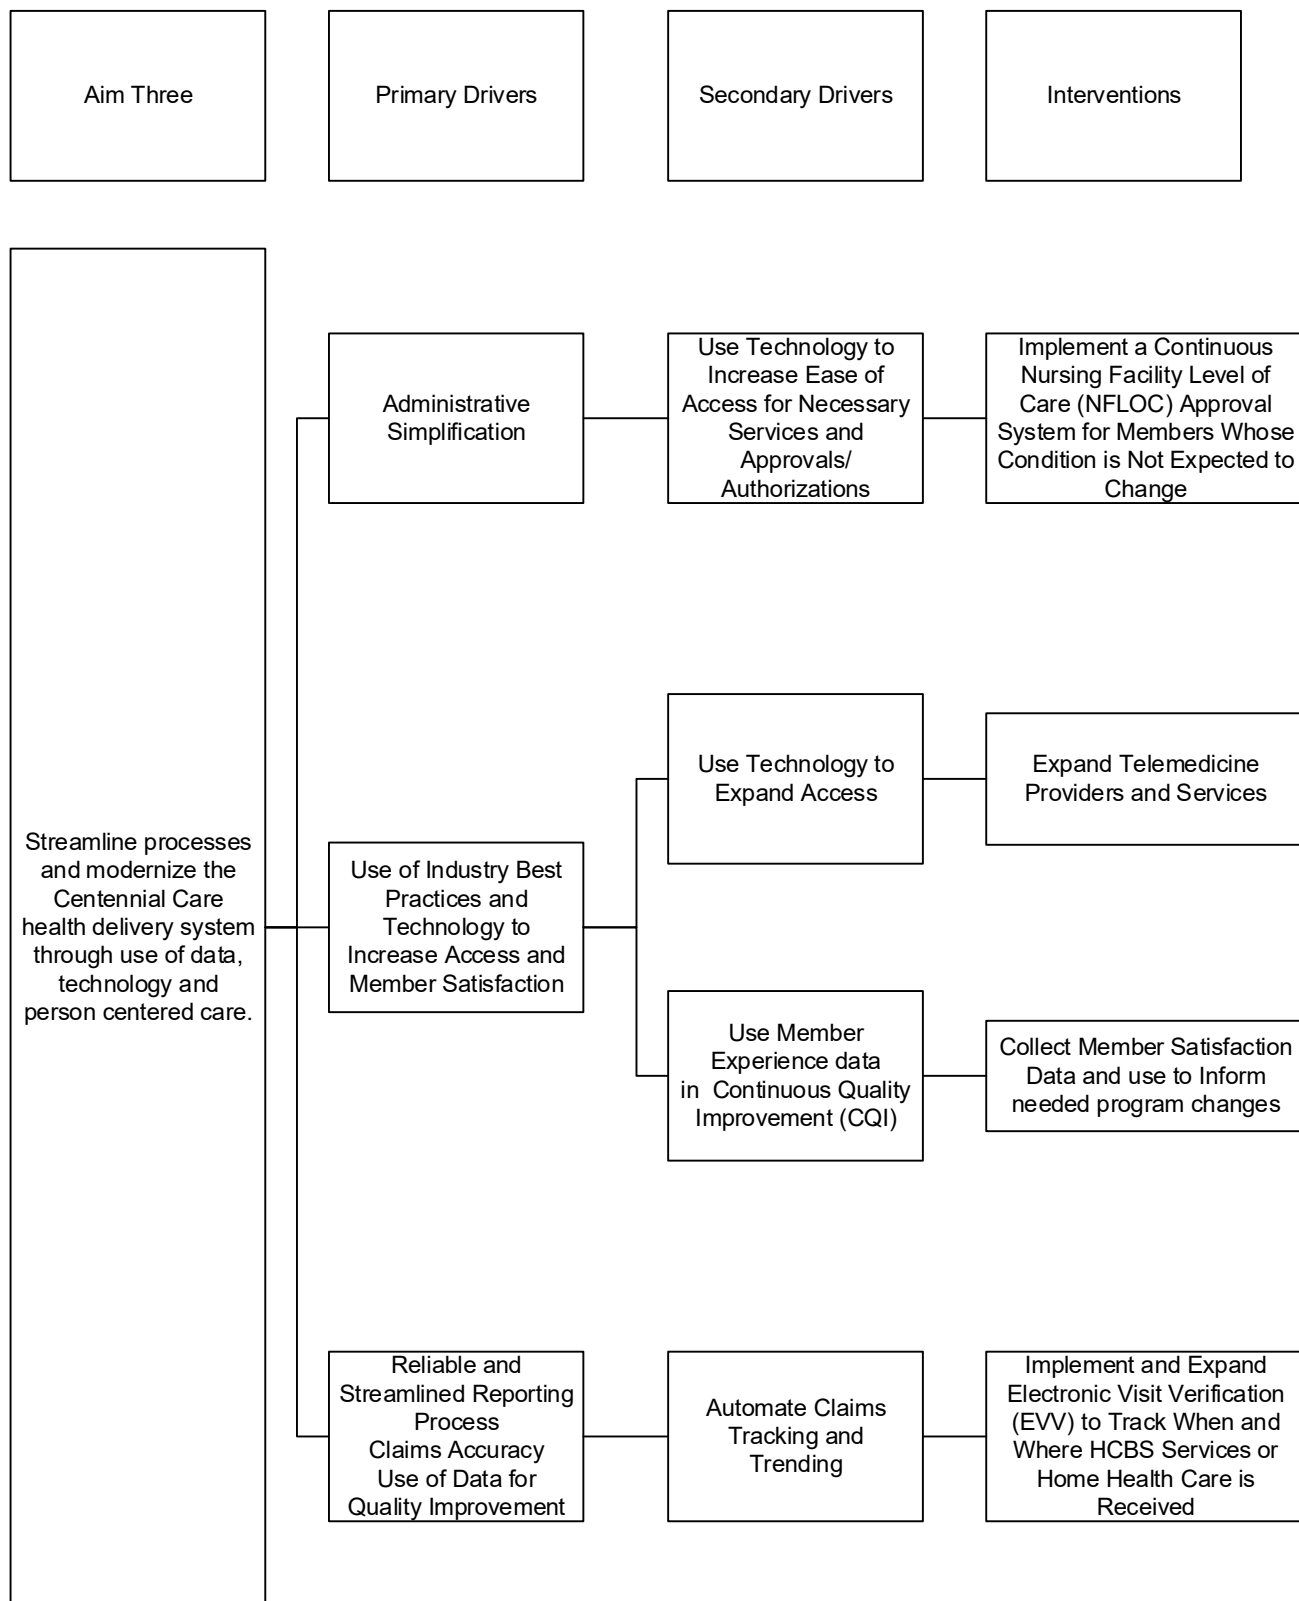 Aim Three
Primary Drivers
Secondary Drivers
Interventions
Streamline processes
and modernize the
Centennial Care
health delivery system
through use of data,
technology and
person centered care.
Administrative
Simplification
Use Technology to
Increase Ease of
Access for Necessary
Services and
Approvals/
Authorizations
Implement a Continuous
Nursing Facility Level of
Care (NFLOC) Approval
System for Members Whose
Condition is Not Expected to
Change
Use of Industry Best
Practices and
Technology to
Increase Access and
Member Satisfaction
Use Technology to
Expand Access
Expand Telemedicine
Providers and Services
Use Member
Experience data
in  Continuous Quality
Improvement (CQI)
Collect Member Satisfaction
Data and use to Inform
needed program changes
Reliable and
Streamlined Reporting
Process
Claims Accuracy
Use of Data for
Quality Improvement
Automate Claims
Tracking and
Trending
Implement and Expand
Electronic Visit Verification
(EVV) to Track When and
Where HCBS Services or
Home Health Care is
Received